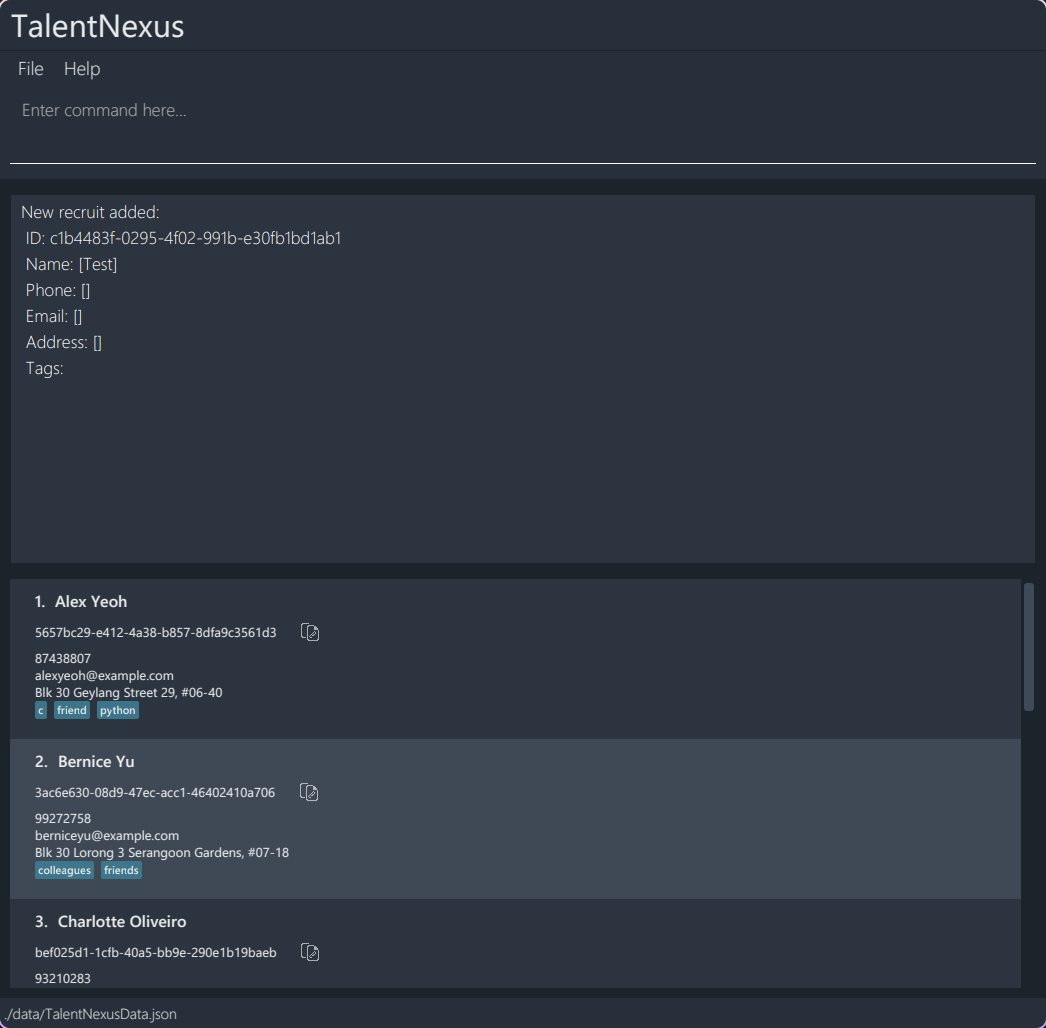 TalentNexus
File Help
Enter command here...
New recruit added:
ID: c1b4483f-0295-4f02-991b-e30fb1bd1ab1
Name: [Test]
Phone: []
Email: []
Address: []
Tags:
1. Alex Yeoh
5657bc29-e412-4a38-b857-8dfa9c3561d3
87438807
alexyeoh@example.com
Blk 30 Geylang Street 29, #06-40
c friend python
2. Bernice Yu
3ac6e630-08d9-47ec-acc1-46402410a706
99272758
berniceyu@example.com
Blk 30 Lorong 3 Serangoon Gardens, #07-18
colleagues friends
3. Charlotte Oliveiro
bef025d1-1cfb-40a5-bb9e-290e1b19baeb
93210283
./data/TalentNexusData.json